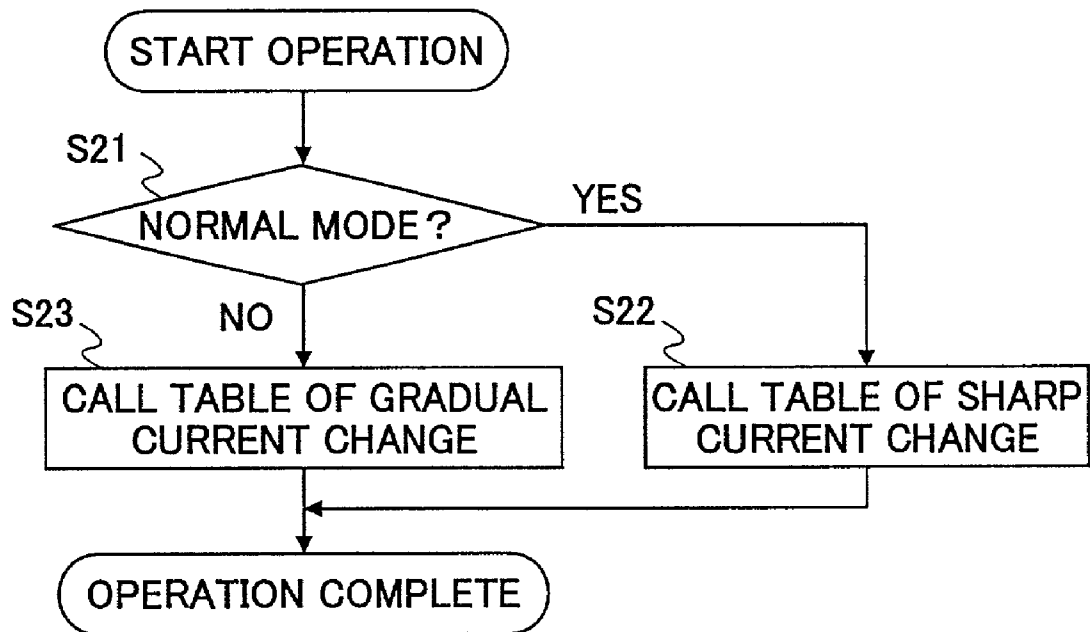 START OPERATION
S21
NORMAL MODE?
YES
NO
S23
CALL TABLE OF GRADUAL
CURRENT CHANGE
S22
CALL TABLE OF SHARP
CURRENT CHANGE
OPERATION COMPLETE